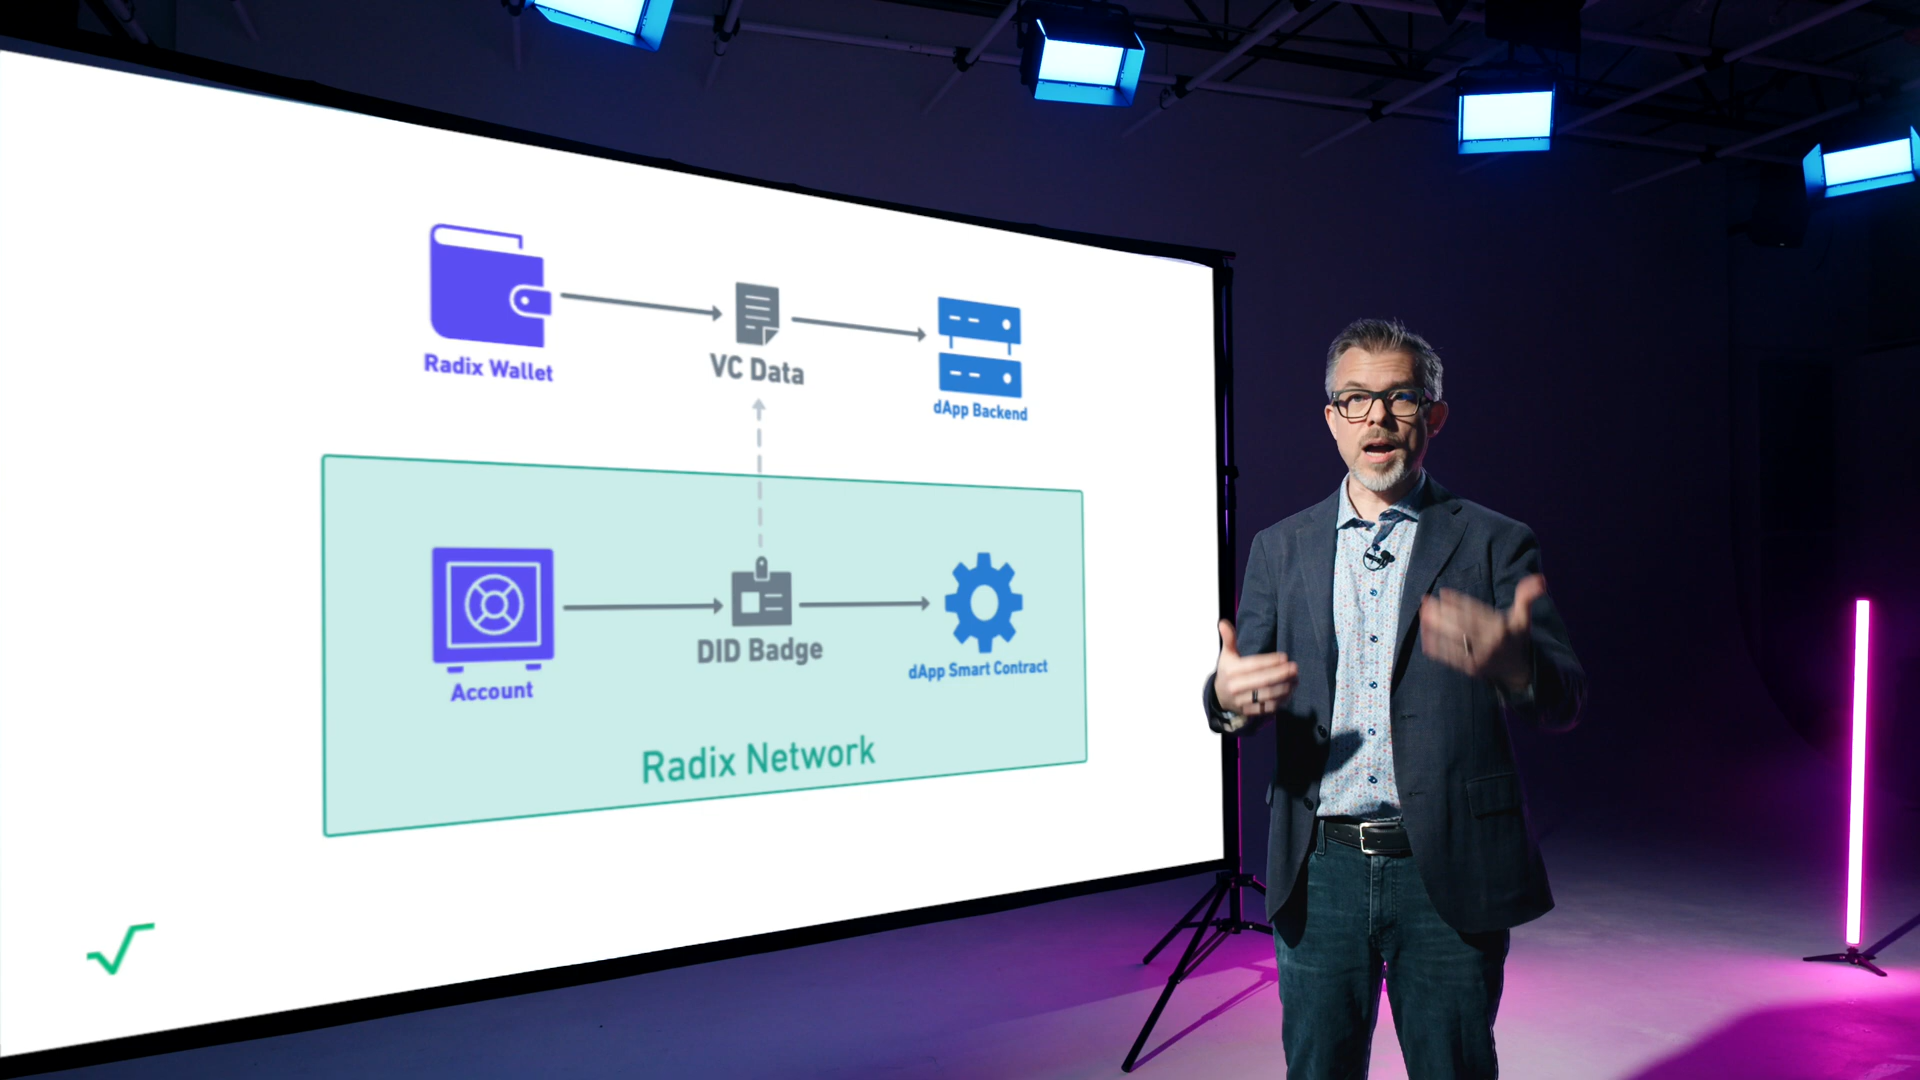 Radix Wallet
VC Data
dApp Backend
Account
DID Badge
dApp Smart Contract
Radix Network